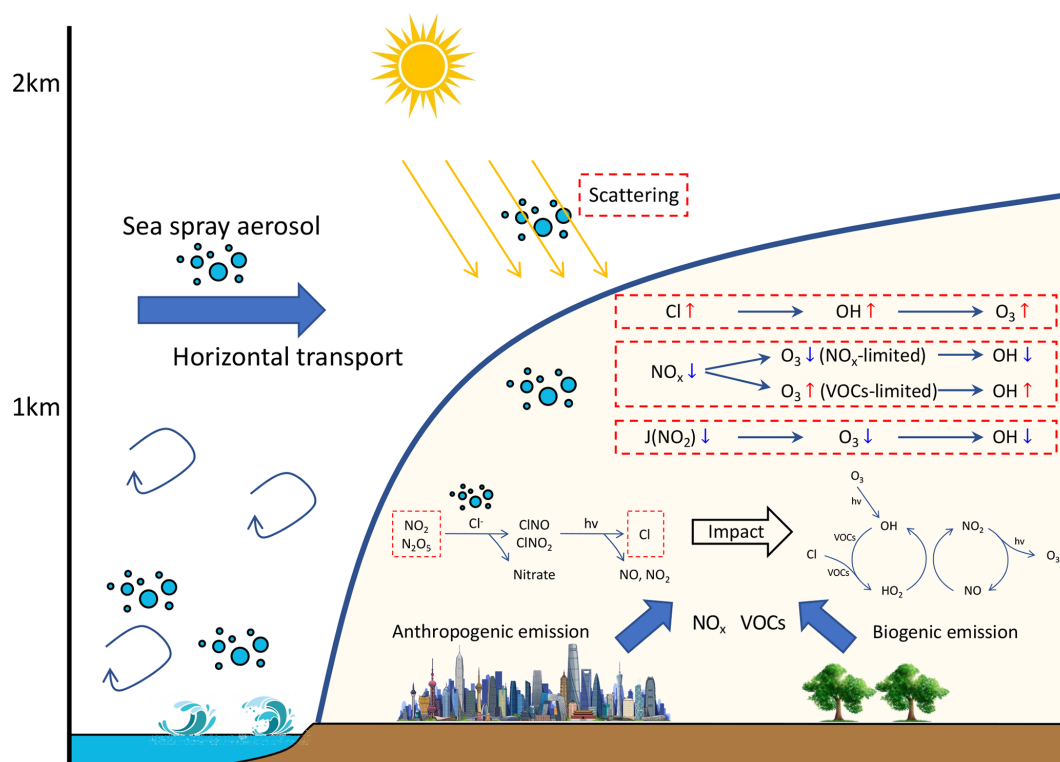 2km
Scattering
Sea spray aerosol
Horizontal transport
Cl ↑ → OH ↑ → O₃ ↑
NOₓ ↓
O₃ ↓ (NOₓ-limited) → OH ↓
O₃ ↑ (VOCs-limited) → OH ↑
1km
J(NO₂) ↓ → O₃ ↓ → OH ↓
NO₂
N₂O₅
Cl⁻
ClNO
ClNO₂
hv
Cl
Nitrate
NO, NO₂
Impact
O₃
hv
OH
NO₂
VOCs
hv
Cl
O₃
VOCs
HO₂
NO
Anthropogenic emission
NOₓ VOCs
Biogenic emission